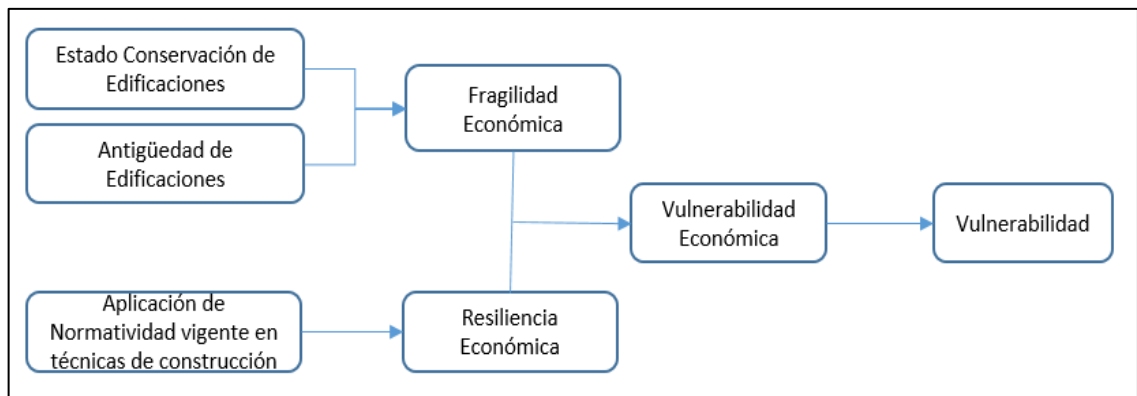 Estado Conservación de
Edificaciones
Antigüedad de
Edificaciones
Fragilidad
Económica
Vulnerabilidad
Económica
Vulnerabilidad
Aplicación de
Normatividad vigente en
técnicas de construcción
Resiliencia
Económica